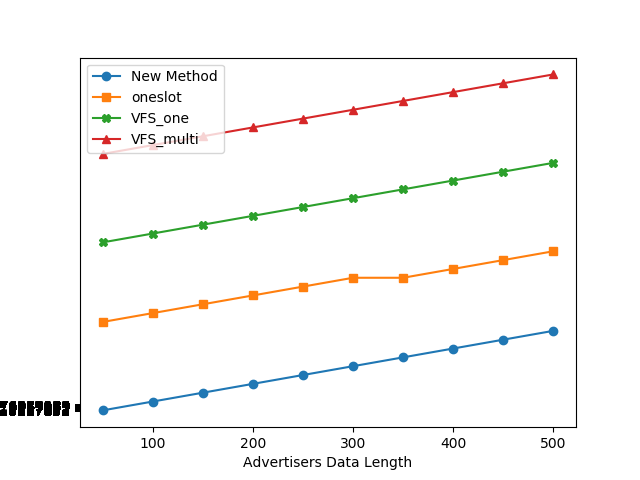 New Method
oneslot
VFS_one
VFS_multi
100 200 300 400 500
Advertisers Data Length